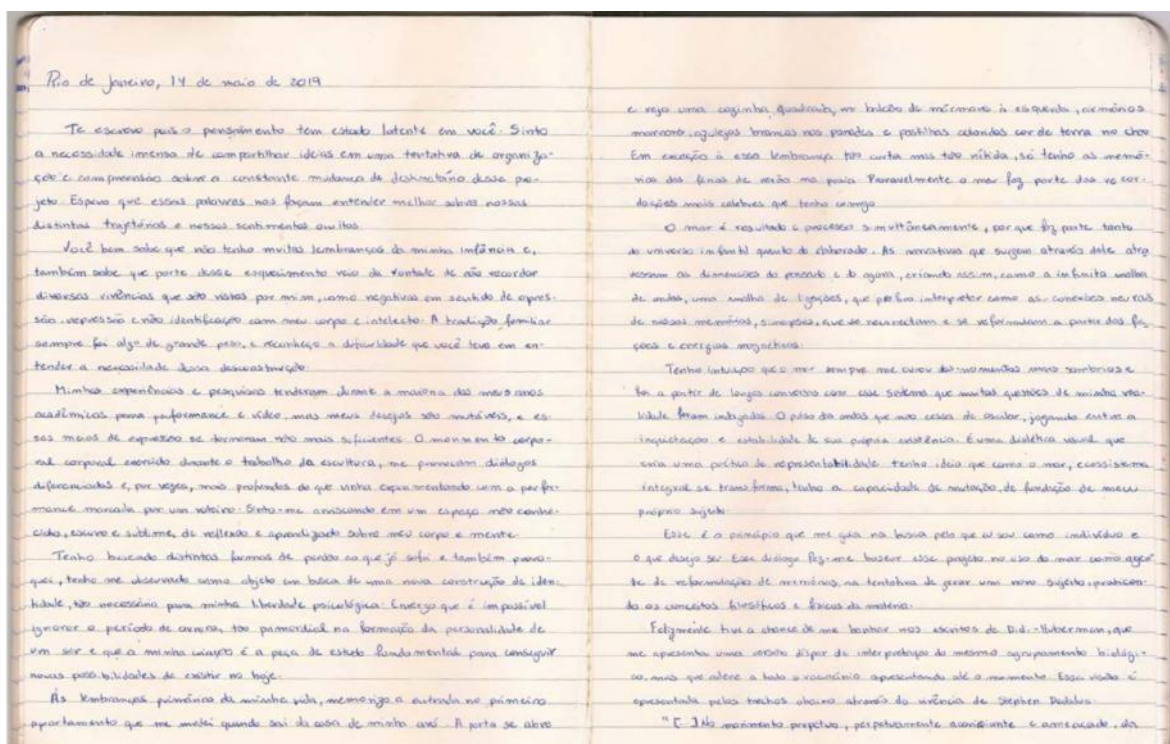 Rio de Janeiro, 14 de maio de 2019
Te escrevo pois o pensamento tem estado latente em você. Sinto
a necessidade imensa de compartilhar ideias em uma tentativa de organiza-
ção e compreensão sobre a constante mudança de destinatário desse pro-
jeto. Espero que essas palavras nos façam entender melhor sobre nossas
distintas trajetórias e nossos sentimentos ocultos.
Você bem sabe que não tenho muitas lembranças da minha infância e,
também sabe que parte desse esquecimento veio da vontade de não recordar
diversas vivências que são vistas por mim, como negativas em sentido de opres-
são, repressão e não identificação com meu corpo e intelecto. A tradição familiar
sempre foi algo de grande peso, e reconheço a dificuldade que você teve em en-
tender a necessidade dessa desconstrução.
Minhas experiências e pesquisas tenderam durante a maioria dos meus anos
acadêmicos para performance e vídeo, mas meus desejos são mutáveis, e es-
ses meios de expressão se tornaram não mais suficientes. O movimento corpo-
ral corporal exercido durante o trabalho da escultura, me provocam diálogos
diferenciados e, por vezes, mais profundos do que vinha experimentando com a perfor-
mance marcada por um roteiro. Sinto-me arriscando em um espaço não conhe-
cido, escuro e sublime, de reflexão e aprendizado sobre meu corpo e mente.
Tenho buscado distintas formas de perdão ao que já sofri e também provo-
quei, tenho me observado como objeto em busca de uma nova construção de iden-
tidade, tão necessária para minha liberdade psicológica. Enxergo que é impossível
ignorar o período de, tão primordial na formação da personalidade de
um ser e que a minha criação é a peça de estudo fundamental para conseguir
novas possibilidades de existir no hoje.
Às lembranças primárias da minha vida, memorizo a entrada no primeiro
apartamento que me mudei quando saí da casa de minha avó. A porta se abre
e vejo uma cozinha quadrada, um balcão de mármore à esquerda, armários
marrons, azulejos brancos nas paredes e pastilhas coloridas cor de terra no chão
Em exceção à essa lembrança tão curta mas tão nítida, só tenho as memó-
rias das férias de verão na praia. Provavelmente o mar faz parte das recor-
dações mais celebres que tenho comigo
O mar é resultado e processo simultâneamente, por que faz parte tanto
do universo infantil quanto do elaborado. As narrativas que surgem através dele atra-
vessam as dimensões do passado e do agora, criando assim, como a infinita malha
de ondas, uma malha de ligações, que prefiro interpretar como as conexões neurais
de nossas memórias, sinapses, que se reconectam e se reformulam a partir das
e energias magnéticas.
Tenho intuição que o mar sempre me curou dos momentos mais sombrios e
foi a partir de longas conversas com esse sistema que muitas questões de minha rea-
lidade foram indagadas. O pulso das ondas que não cessa de oscilar, jogando entre a
inquietação e estabilidade de sua própria existência. É uma dialética visual que
cria uma poética de representabilidade tenho ideia que como o mar, ecossistema
integral se transforma, tenho a capacidade de mutação, de fundição de meu
próprio sujeito.
Esse é o princípio que me guia na busca pelo que eu sou como indivíduo e
o que desejo ser. Esse diálogo fez-me buscar esse projeto no uso do mar como agen-
te de reformulação de memórias, na tentativa de gerar um novo sujeito, pratican-
do os conceitos filosóficos e físicos da matéria.
Felizmente tive a chance de me banhar nos escritos de Didi-Huberman, que
me apresenta uma versão díspar de interpretação do mesmo agrupamento biológi-
co, mas que adere a todo o raciocínio apresentado até o momento. Essa visão é
apresentada pelos trechos abaixo através da vivência de Stephen Dedalus.
"[...] No movimento perpétuo, perpetuamente acariciante e ameaçado, da